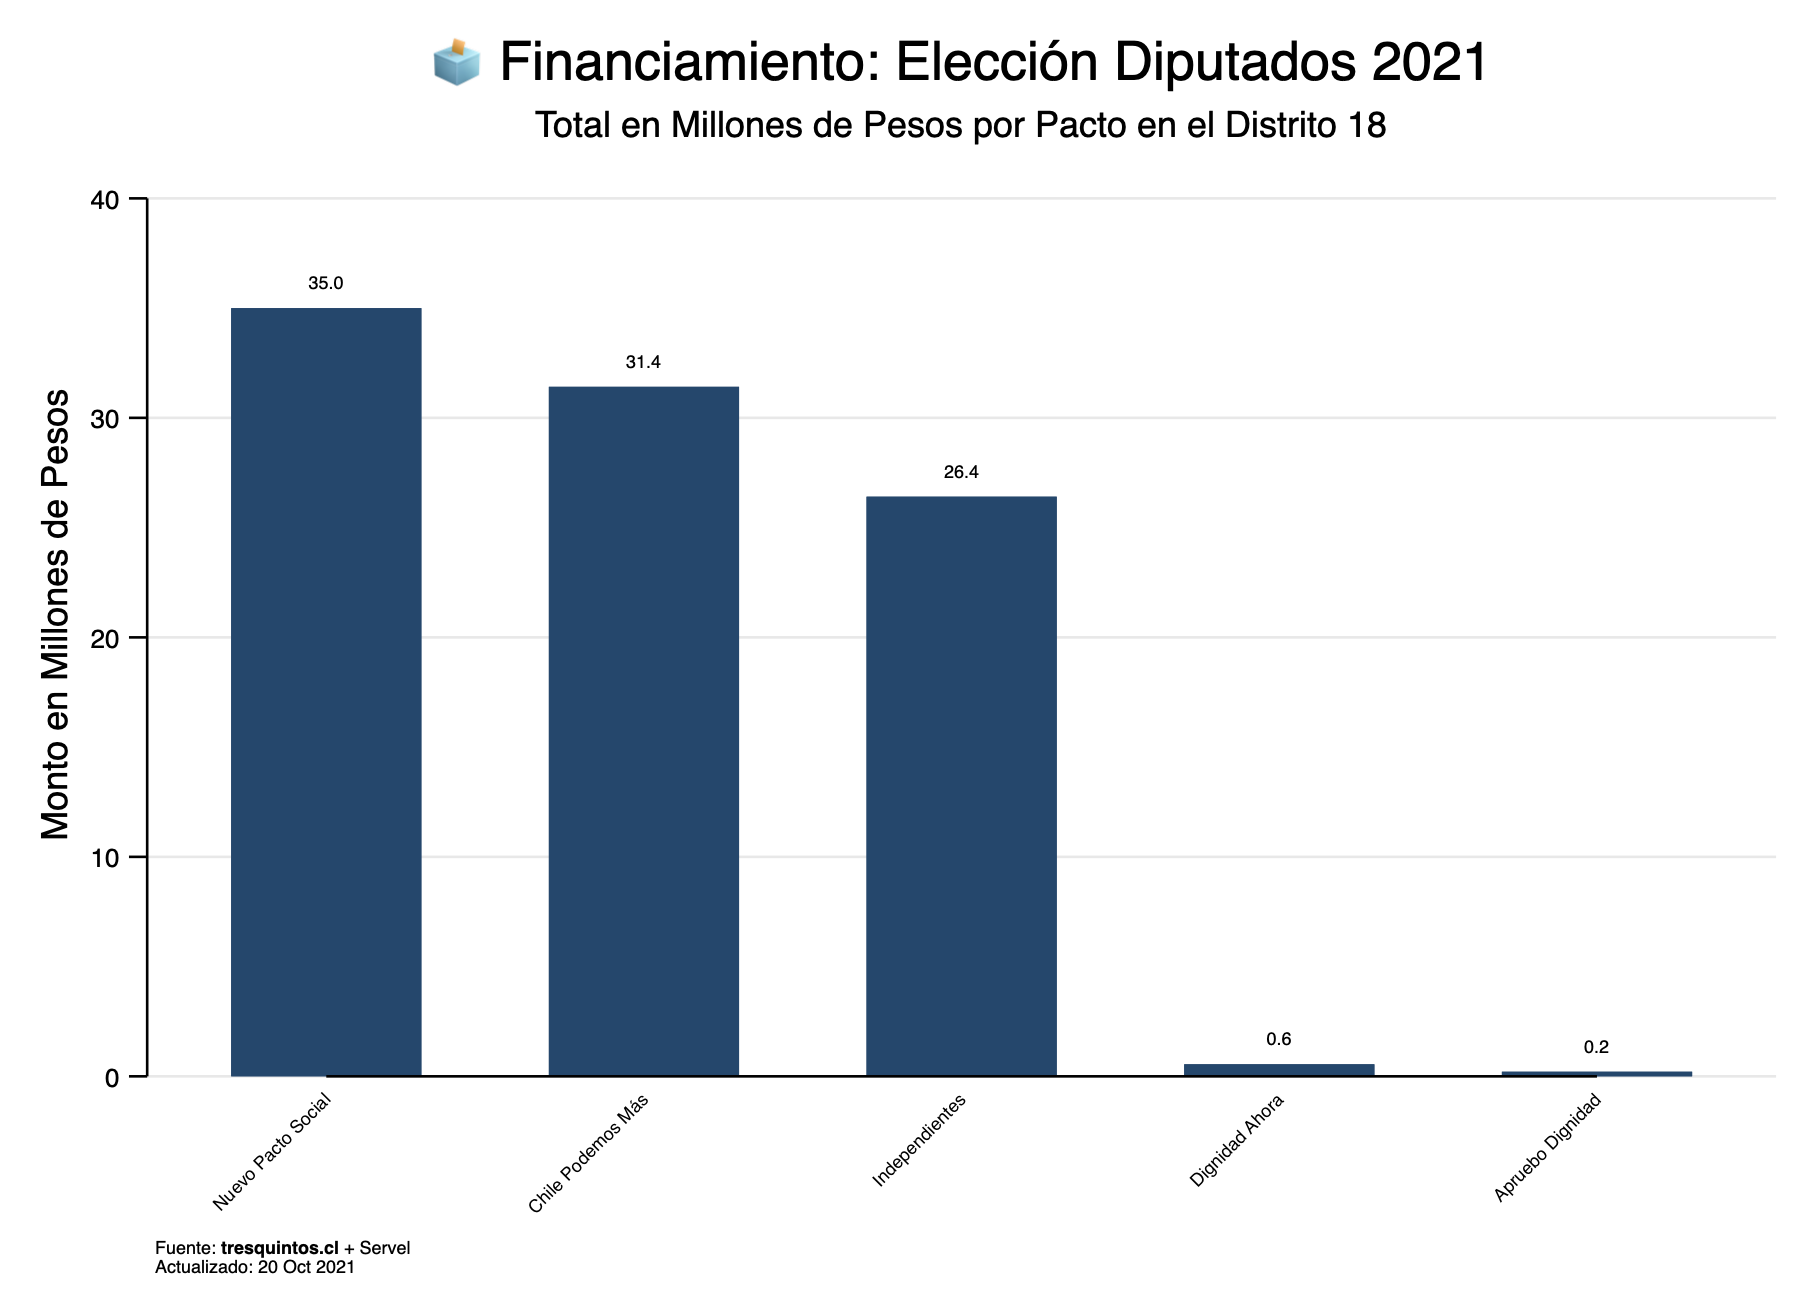 🗳️ Financiamiento: Elección Diputados 2021
Total en Millones de Pesos por Pacto en el Distrito 18
Monto en Millones de Pesos
40
30
20
10
0
35.0
31.4
26.4
0.6
0.2
Nuevo Pacto Social
Chile Podemos Más
Independientes
Dignidad Ahora
Apruebo Dignidad
Fuente: tresquintos.cl + Servel
Actualizado: 20 Oct 2021